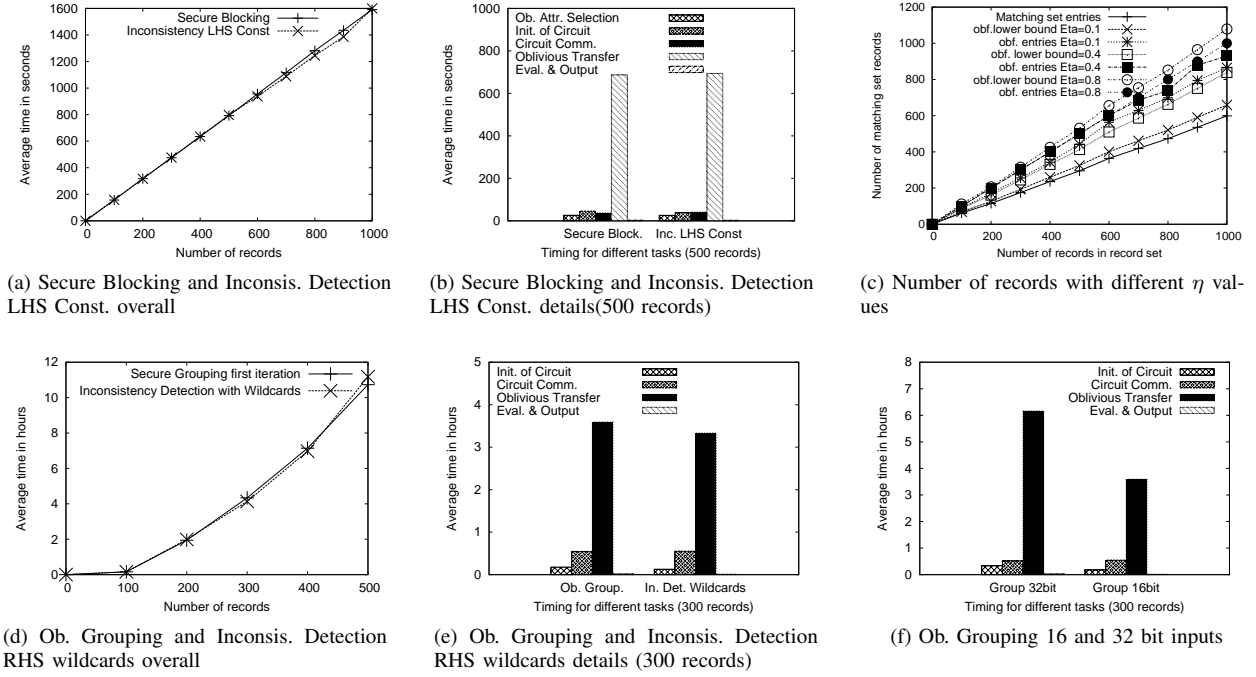 Secure Blocking
Inconsistency LHS Const
Average time in seconds
1600
1400
1200
1000
800
600
400
200
0
0 200 400 600 800 1000
Number of records
(a) Secure Blocking and Inconsis. Detection
LHS Const. overall
Ob. Attr. Selection
Init. of Circuit
Circuit Comm.
Oblivious Transfer
Eval. & Output
Average time in seconds
1000
800
600
400
200
0
Secure Block. Inc. LHS Const
Timing for different tasks (500 records)
(b) Secure Blocking and Inconsis. Detection
LHS Const. details(500 records)
Matching set entries
obf.lower bound Eta=0.1
obf. entries Eta=0.1
obf. lower bound=0.4
obf. entries Eta=0.4
obf.lower bound Eta=0.8
obf. entries Eta=0.8
Number of matching set records
1200
1000
800
600
400
200
0
0 200 400 600 800 1000
Number of records in record set
(c) Number of records with different η val-
ues
Secure Grouping first iteration
Inconsistency Detection with Wildcards
Average time in hours
12
10
8
6
4
2
0
0 100 200 300 400 500
Number of records
(d) Ob. Grouping and Inconsis. Detection
RHS wildcards overall
Init. of Circuit
Circuit Comm.
Oblivious Transfer
Eval. & Output
Average time in hours
5
4
3
2
1
0
Ob. Group. In. Det. Wildcards
Timing for different tasks (300 records)
(e) Ob. Grouping and Inconsis. Detection
RHS wildcards details (300 records)
Init. of Circuit
Circuit Comm.
Oblivious Transfer
Eval. & Output
Average time in hours
8
7
6
5
4
3
2
1
0
Group 32bit Group 16bit
Timing for different tasks (300 records)
(f) Ob. Grouping 16 and 32 bit inputs